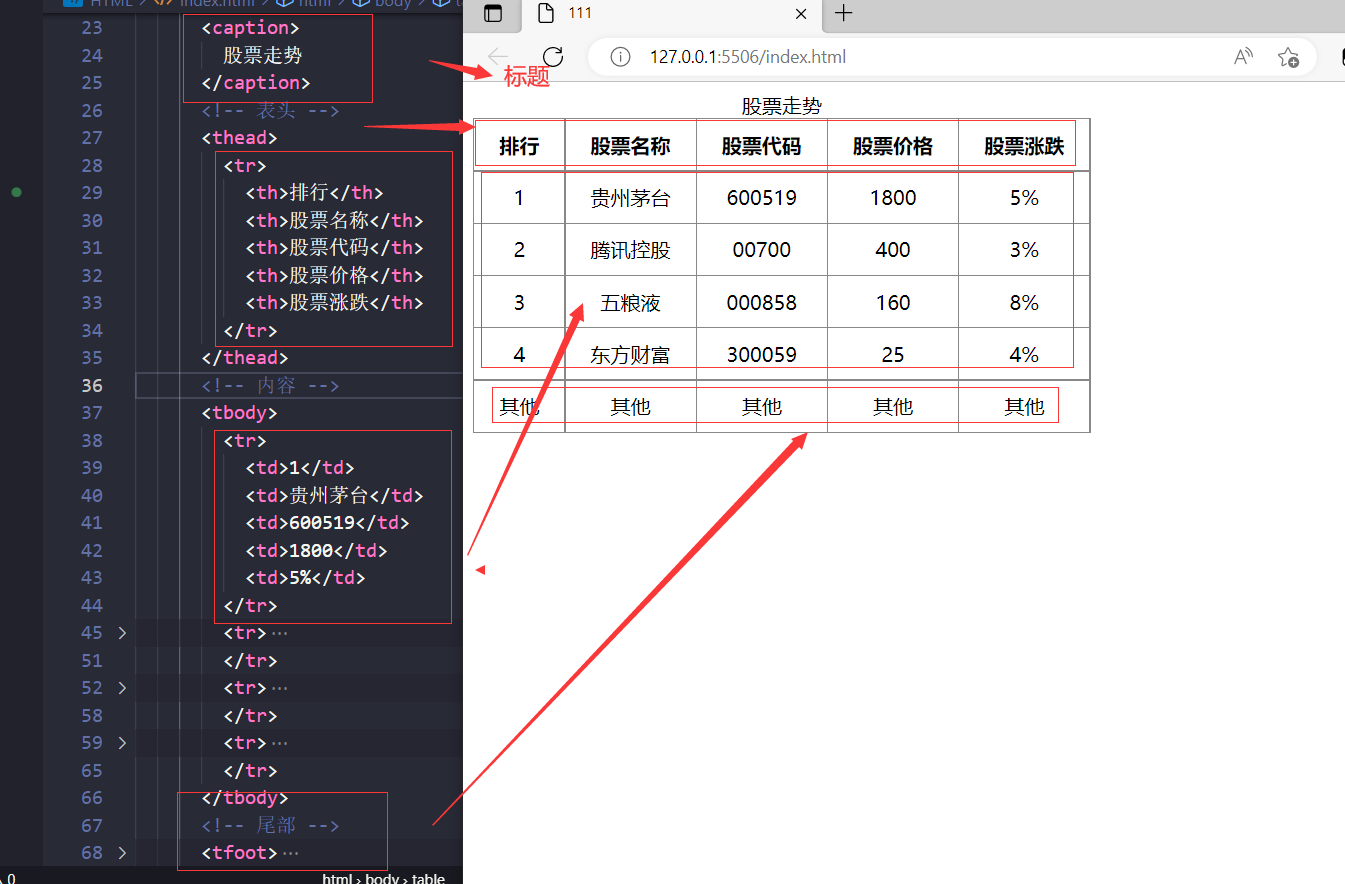 HTML > index.html > html > body >
23 <caption>
24 股票走势
25 </caption>
26 <!-- 表头 -->
27 <thead>
28 <tr>
29 <th>排行</th>
30 <th>股票名称</th>
31 <th>股票代码</th>
32 <th>股票价格</th>
33 <th>股票涨跌</th>
34 </tr>
35 </thead>
36 <!-- 内容 -->
37 <tbody>
38 <tr>
39 <td>1</td>
40 <td>贵州茅台</td>
41 <td>600519</td>
42 <td>1800</td>
43 <td>5%</td>
44 </tr>
45 <tr>…
51 </tr>
52 <tr>…
58 </tr>
59 <tr>…
65 </tr>
66 </tbody>
67 <!-- 尾部 -->
68 <tfoot>…
0 html › body › table
111
127.0.0.1:5506/index.html
标题
股票走势
排行 股票名称 股票代码 股票价格 股票涨跌
1 贵州茅台 600519 1800 5%
2 腾讯控股 00700 400 3%
3 五粮液 000858 160 8%
4 东方财富 300059 25 4%
其他 其他 其他 其他 其他